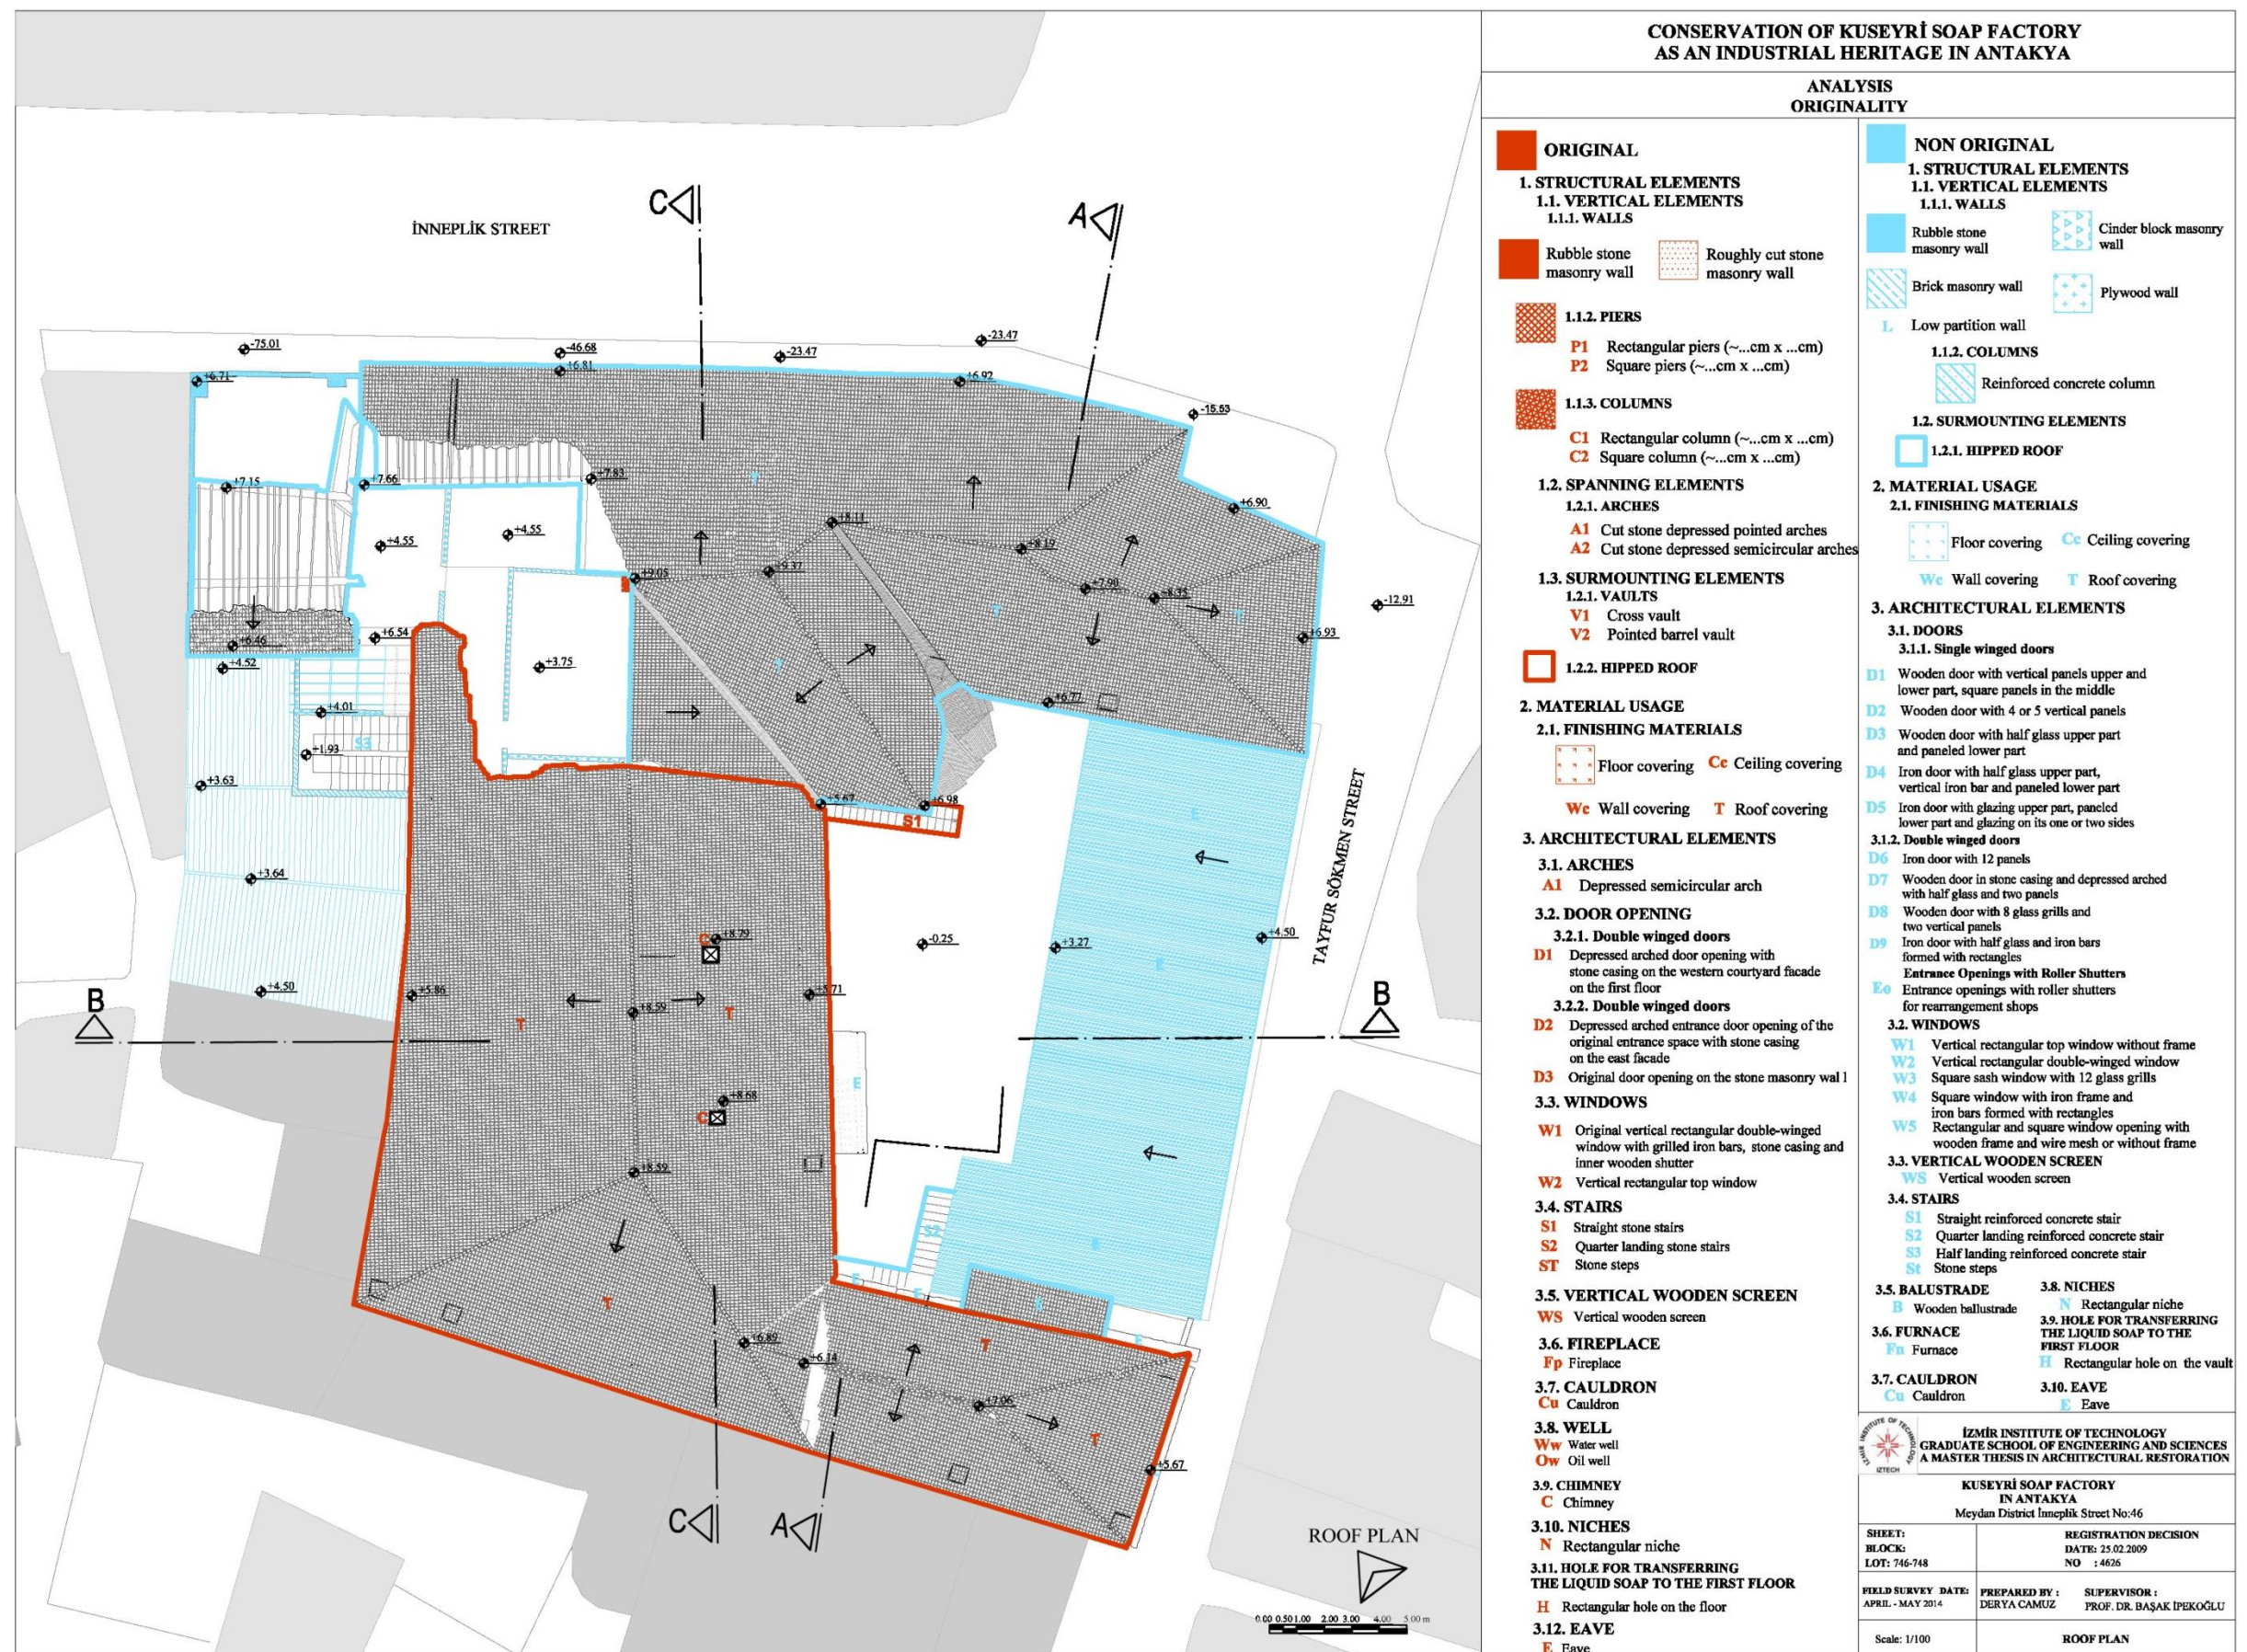 İNNEPLİK STREET
C
A
-75.01
-46.68
-23.47
-23.47
+6.71
+6.81
+6.92
-15.53
+7.15
+7.66
+7.83
T
+6.90
+4.55
+4.55
+8.11
+8.19
+9.05
+9.37
+7.90
+8.35
-12.91
T
T
+6.46
+6.54
+6.93
+4.52
+3.75
T
+4.01
+6.77
S3
+1.93
+3.63
+5.67
+6.98
S1
E
TAYFUR SÖKMEN STREET
+3.64
C
+8.79
-0.25
+3.27
+4.50
E
+4.50
+5.86
+5.71
B
B
+8.59
T
T
E
C
+8.68
+8.59
S2
E
E
T
+6.89
+6.14
T
E
+7.06
T
+5.67
C
A
ROOF PLAN
0.00 0.50 1.00 2.00 3.00 4.00 5.00 m
CONSERVATION OF KUSEYRİ SOAP FACTORY
AS AN INDUSTRIAL HERITAGE IN ANTAKYA
ANALYSIS
ORIGINALITY
ORIGINAL
1. STRUCTURAL ELEMENTS
1.1. VERTICAL ELEMENTS
1.1.1. WALLS
Rubble stone
masonry wall
Roughly cut stone
masonry wall
1.1.2. PIERS
P1 Rectangular piers (~...cm x ...cm)
P2 Square piers (~...cm x ...cm)
1.1.3. COLUMNS
C1 Rectangular column (~...cm x ...cm)
C2 Square column (~...cm x ...cm)
1.2. SPANNING ELEMENTS
1.2.1. ARCHES
A1 Cut stone depressed pointed arches
A2 Cut stone depressed semicircular arches
1.3. SURMOUNTING ELEMENTS
1.2.1. VAULTS
V1 Cross vault
V2 Pointed barrel vault
1.2.2. HIPPED ROOF
2. MATERIAL USAGE
2.1. FINISHING MATERIALS
Floor covering Cc Ceiling covering
Wc Wall covering T Roof covering
3. ARCHITECTURAL ELEMENTS
3.1. ARCHES
A1 Depressed semicircular arch
3.2. DOOR OPENING
3.2.1. Double winged doors
D1 Depressed arched door opening with
stone casing on the western courtyard facade
on the first floor
3.2.2. Double winged doors
D2 Depressed arched entrance door opening of the
original entrance space with stone casing
on the east facade
D3 Original door opening on the stone masonry wal l
3.3. WINDOWS
W1 Original vertical rectangular double-winged
window with grilled iron bars, stone casing and
inner wooden shutter
W2 Vertical rectangular top window
3.4. STAIRS
S1 Straight stone stairs
S2 Quarter landing stone stairs
ST Stone steps
3.5. VERTICAL WOODEN SCREEN
WS Vertical wooden screen
3.6. FIREPLACE
Fp Fireplace
3.7. CAULDRON
Cu Cauldron
3.8. WELL
Ww Water well
Ow Oil well
3.9. CHIMNEY
C Chimney
3.10. NICHES
N Rectangular niche
3.11. HOLE FOR TRANSFERRING
THE LIQUID SOAP TO THE FIRST FLOOR
H Rectangular hole on the floor
3.12. EAVE
E Eave
NON ORIGINAL
1. STRUCTURAL ELEMENTS
1.1. VERTICAL ELEMENTS
1.1.1. WALLS
Rubble stone
masonry wall
Cinder block masonry
wall
Brick masonry wall
Plywood wall
L Low partition wall
1.1.2. COLUMNS
Reinforced concrete column
1.2. SURMOUNTING ELEMENTS
1.2.1. HIPPED ROOF
2. MATERIAL USAGE
2.1. FINISHING MATERIALS
Floor covering Cc Ceiling covering
Wc Wall covering T Roof covering
3. ARCHITECTURAL ELEMENTS
3.1. DOORS
3.1.1. Single winged doors
D1 Wooden door with vertical panels upper and
lower part, square panels in the middle
D2 Wooden door with 4 or 5 vertical panels
D3 Wooden door with half glass upper part
and paneled lower part
D4 Iron door with half glass upper part,
vertical iron bar and paneled lower part
D5 Iron door with glazing upper part, paneled
lower part and glazing on its one or two sides
3.1.2. Double winged doors
D6 Iron door with 12 panels
D7 Wooden door in stone casing and depressed arched
with half glass and two panels
D8 Wooden door with 8 glass grills and
two vertical panels
D9 Iron door with half glass and iron bars
formed with rectangles
Entrance Openings with Roller Shutters
Eo Entrance openings with roller shutters
for rearrangement shops
3.2. WINDOWS
W1 Vertical rectangular top window without frame
W2 Vertical rectangular double-winged window
W3 Square sash window with 12 glass grills
W4 Square window with iron frame and
iron bars formed with rectangles
W5 Rectangular and square window opening with
wooden frame and wire mesh or without frame
3.3. VERTICAL WOODEN SCREEN
WS Vertical wooden screen
3.4. STAIRS
S1 Straight reinforced concrete stair
S2 Quarter landing reinforced concrete stair
S3 Half landing reinforced concrete stair
St Stone steps
3.5. BALUSTRADE
B Wooden ballustrade
3.6. FURNACE
Fn Furnace
3.7. CAULDRON
Cu Cauldron
3.8. NICHES
N Rectangular niche
3.9. HOLE FOR TRANSFERRING
THE LIQUID SOAP TO THE
FIRST FLOOR
H Rectangular hole on the vault
3.10. EAVE
E Eave
İZMİR INSTITUTE OF TECHNOLOGY
IZTECH
İZMİR INSTITUTE OF TECHNOLOGY
GRADUATE SCHOOL OF ENGINEERING AND SCIENCES
A MASTER THESIS IN ARCHITECTURAL RESTORATION
KUSEYRİ SOAP FACTORY
IN ANTAKYA
Meydan District İnneplik Street No:46
SHEET:
BLOCK:
LOT: 746-748
REGISTRATION DECISION
DATE: 25.02.2009
NO : 4626
FIELD SURVEY DATE:
APRIL - MAY 2014
PREPARED BY :
DERYA CAMUZ
SUPERVISOR :
PROF. DR. BAŞAK İPEKOĞLU
Scale: 1/100
ROOF PLAN